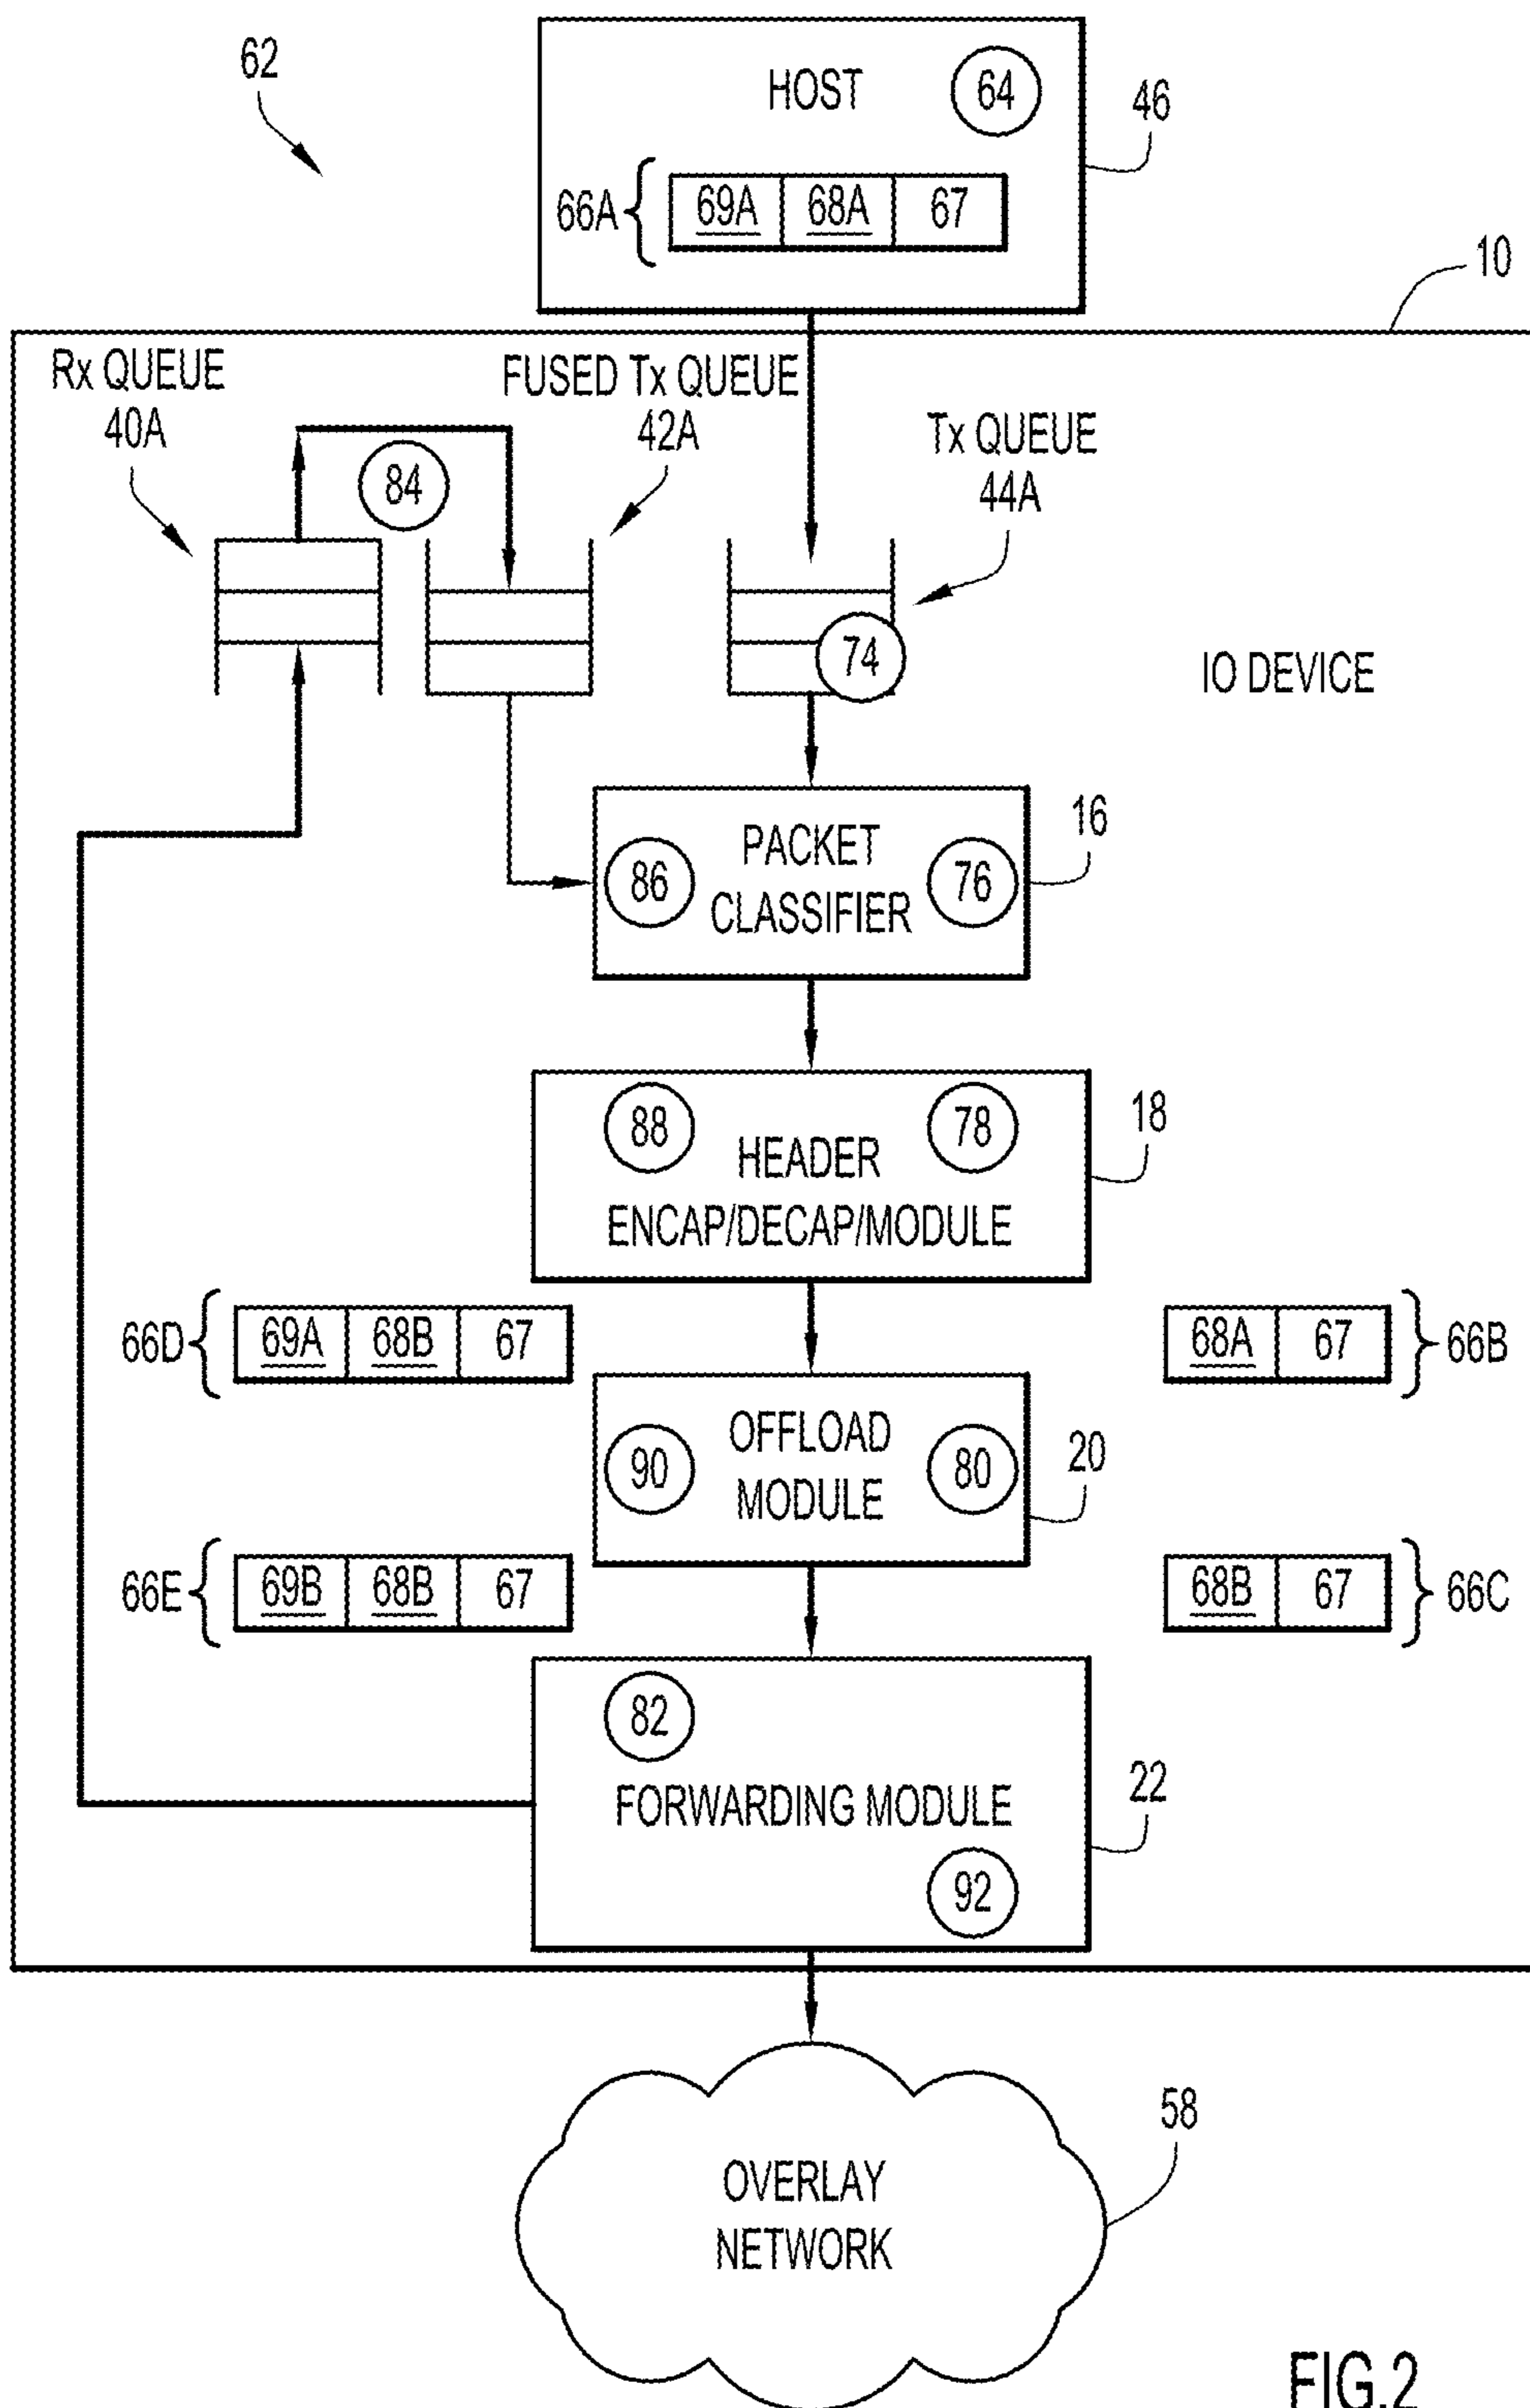 62
HOST
64
46
66A
69A 68A 67
10
Rx QUEUE
40A
FUSED Tx QUEUE
42A
Tx QUEUE
44A
84
74
IO DEVICE
16
PACKET
CLASSIFIER
86
76
88
78
18
HEADER
ENCAP/DECAP/MODULE
66D
69A 68B 67
68A 67
66B
OFFLOAD
MODULE
90
80
20
66E
69B 68B 67
68B 67
66C
82
FORWARDING MODULE
22
92
58
OVERLAY
NETWORK
FIG.2